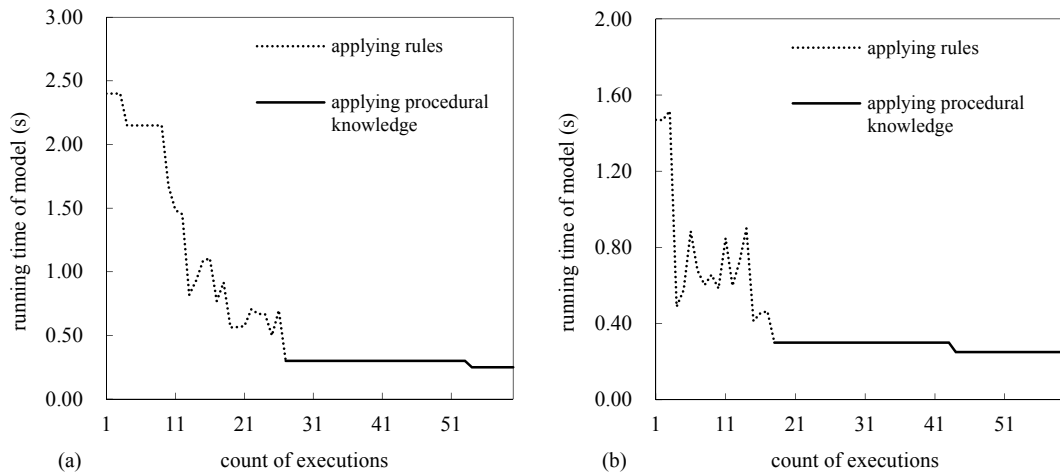 3.00
2.50
2.00
1.50
1.00
0.50
0.00
running time of model (s)
applying rules
applying procedural
knowledge
1 11 21 31 41 51
(a) count of executions
2.00
1.60
1.20
0.80
0.40
0.00
running time of model (s)
applying rules
applying procedural
knowledge
1 11 21 31 41 51
(b) count of executions